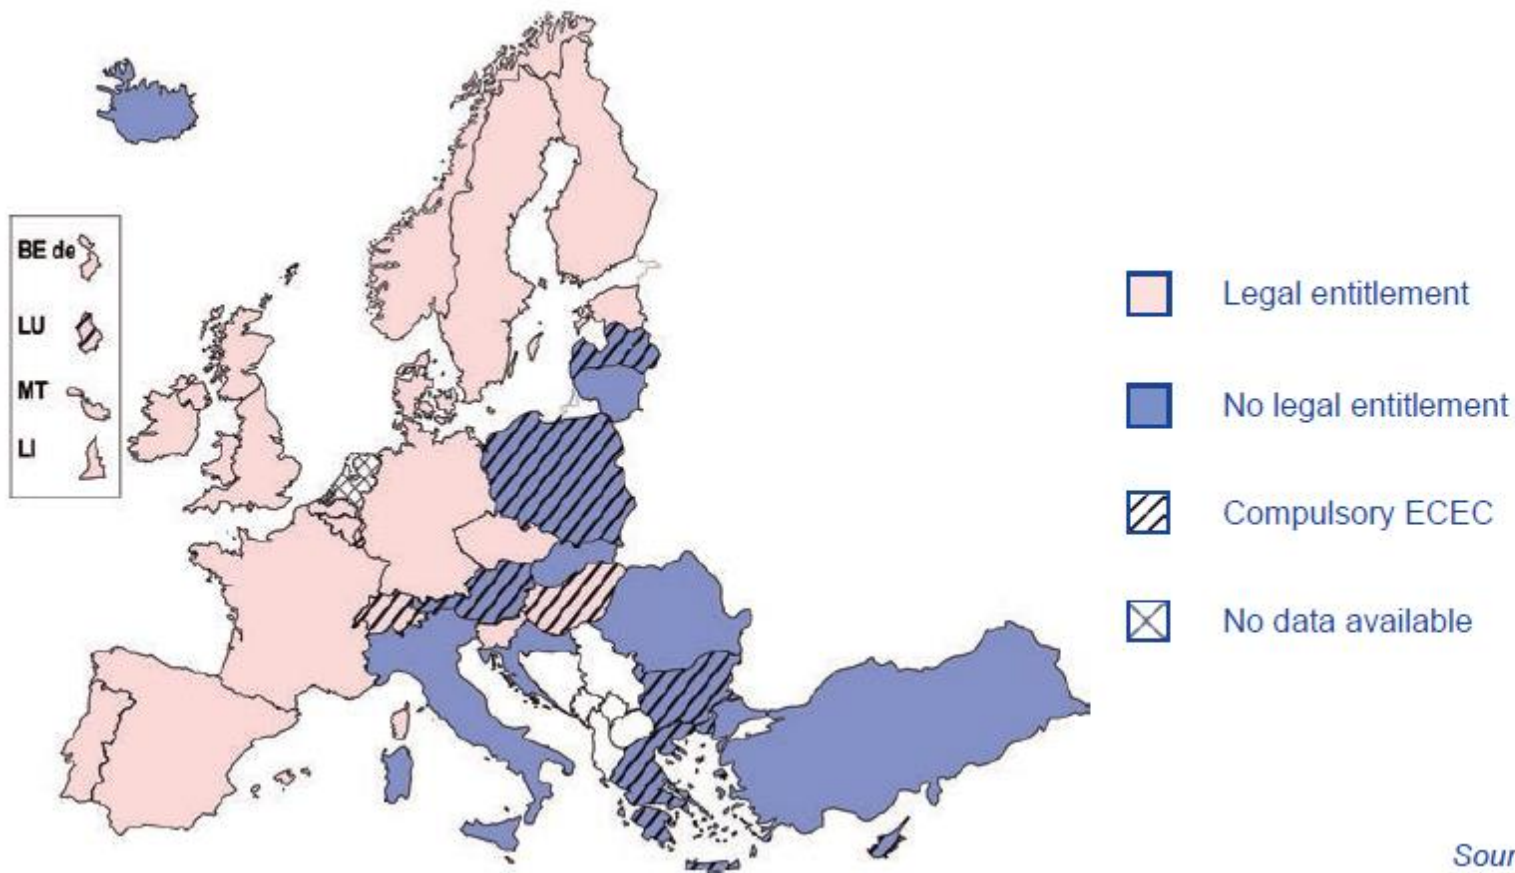 BE de
LU
MT
LI
Legal entitlement
No legal entitlement
Compulsory ECEC
No data available
Sour